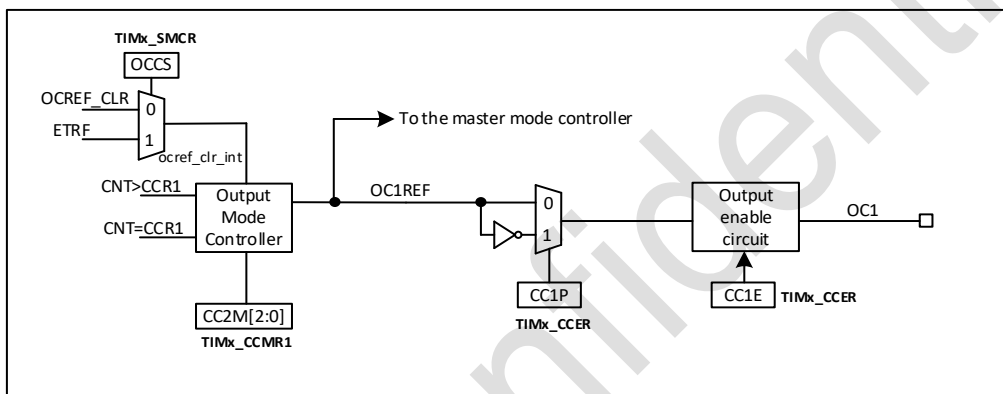 TIMx_SMCR
OCCS
OCREF_CLR
0
ETRF
1
ocref_clr_int
To the master mode controller
CNT>CCR1
CNT=CCR1
Output
Mode
Controller
OC1REF
0
1
Output
enable
circuit
OC1
CC2M[2:0]
TIMx_CCMR1
CC1P
TIMx_CCER
CC1E
TIMx_CCER
nfident